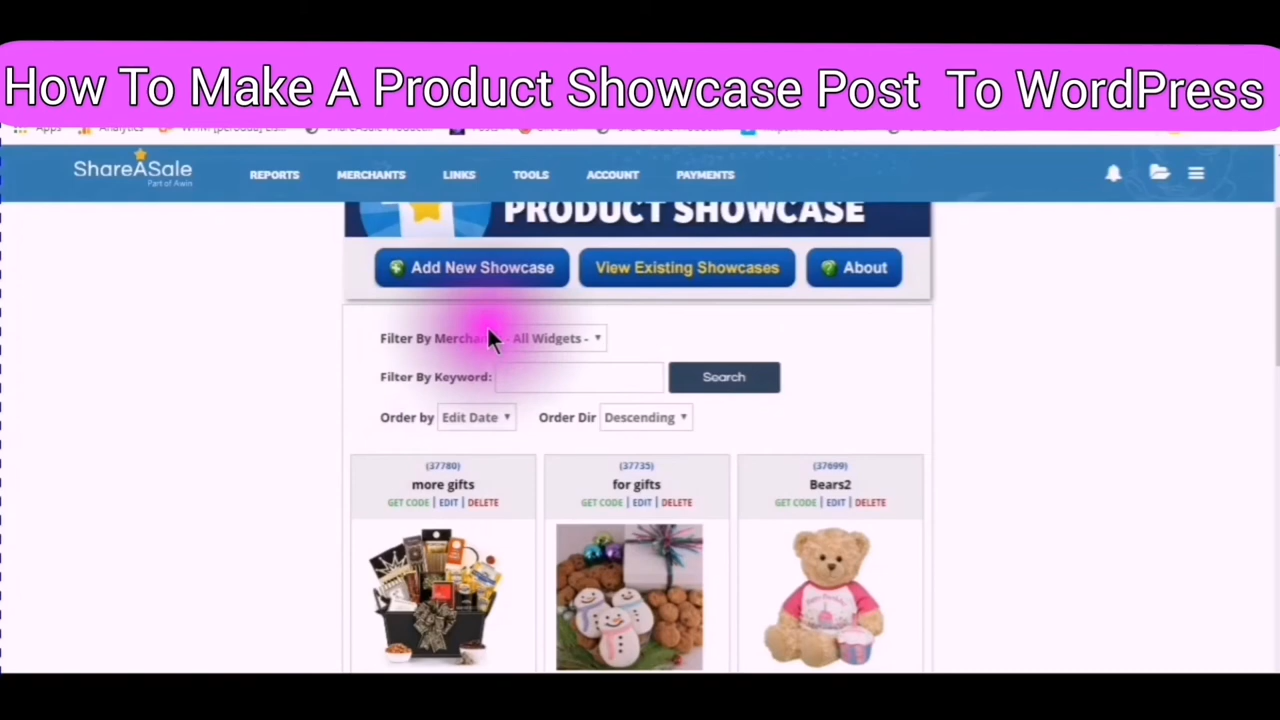 How To Make A Product Showcase Post To WordPress
Apps Analytics
ShareASale
Part of Awin
REPORTS MERCHANTS LINKS TOOLS ACCOUNT PAYMENTS
PRODUCT SHOWCASE
Add New Showcase View Existing Showcases ? About
Filter By Merchant - All Widgets -
Filter By Keyword: Search
Order by Edit Date Order Dir Descending
(37780) (37735) (37699)
more gifts for gifts Bears2
GET CODE | EDIT | DELETE GET CODE | EDIT | DELETE GET CODE | EDIT | DELETE